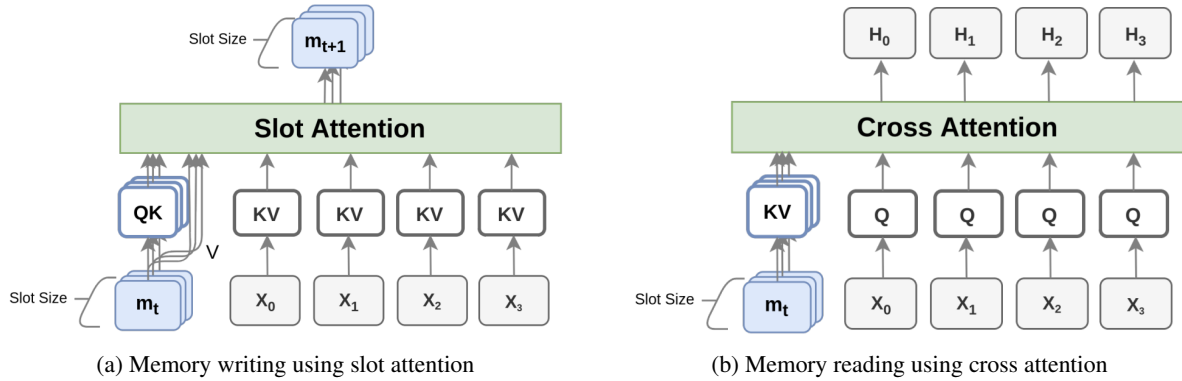 Slot Size
m_{t+1}
Slot Attention
QK
KV
KV
KV
KV
V
Slot Size
m_t
X_0
X_1
X_2
X_3
(a) Memory writing using slot attention
H_0
H_1
H_2
H_3
Cross Attention
KV
Q
Q
Q
Q
Slot Size
m_t
X_0
X_1
X_2
X_3
(b) Memory reading using cross attention